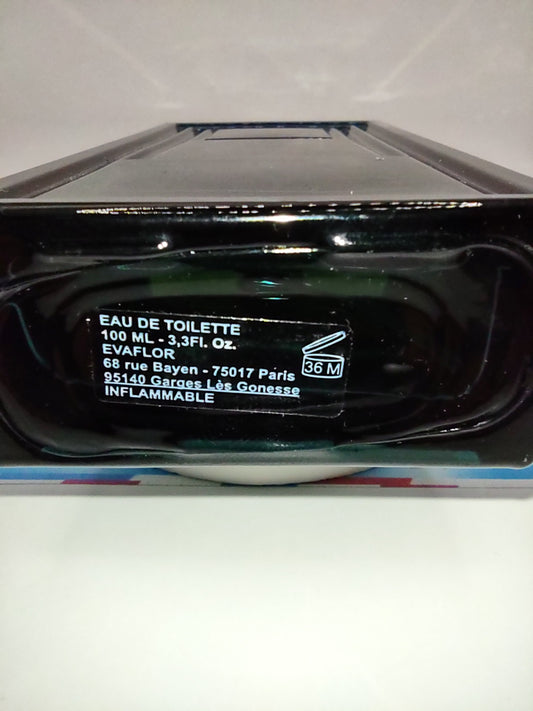 EAU DE TOILETTE
100 ML - 3,3Fl. Oz.
EVAFLOR
68 rue Bayen - 75017 Paris
95140 Garges Lès Gonesse
INFLAMMABLE
36 M